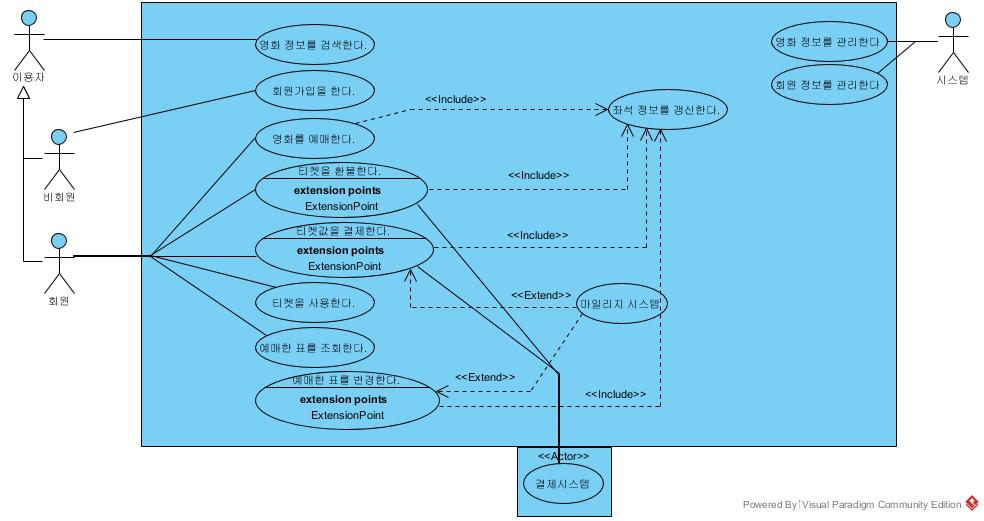 이용자
비회원
회원
시스템
영화 정보를 검색한다.
회원가입을 한다.
영화를 예매한다.
티켓을 환불한다.
extension points
ExtensionPoint
티켓값을 결제한다.
extension points
ExtensionPoint
티켓을 사용한다.
예매한 표를 조회한다.
예매한 표를 변경한다.
extension points
ExtensionPoint
<<Include>>
<<Include>>
<<Include>>
<<Extend>>
<<Extend>>
<<Include>>
좌석 정보를 갱신한다.
마일리지 시스템
영화 정보를 관리한다
회원 정보를 관리한다
<<Actor>>
결제시스템
Powered By Visual Paradigm Community Edition